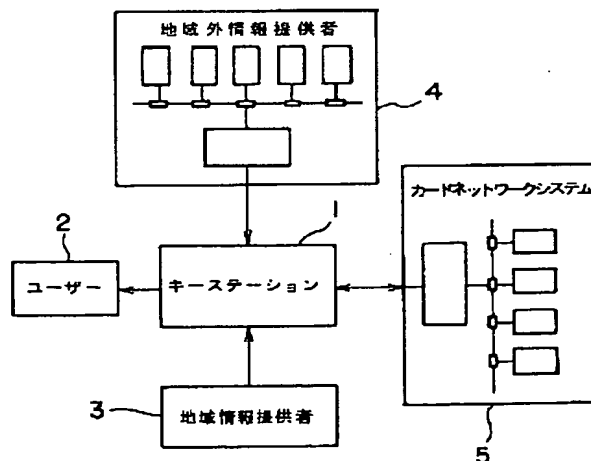 地域外情報提供者
4
カードネットワークシステム
1
2
ユーザー
キーステーション
3
地域情報提供者
5